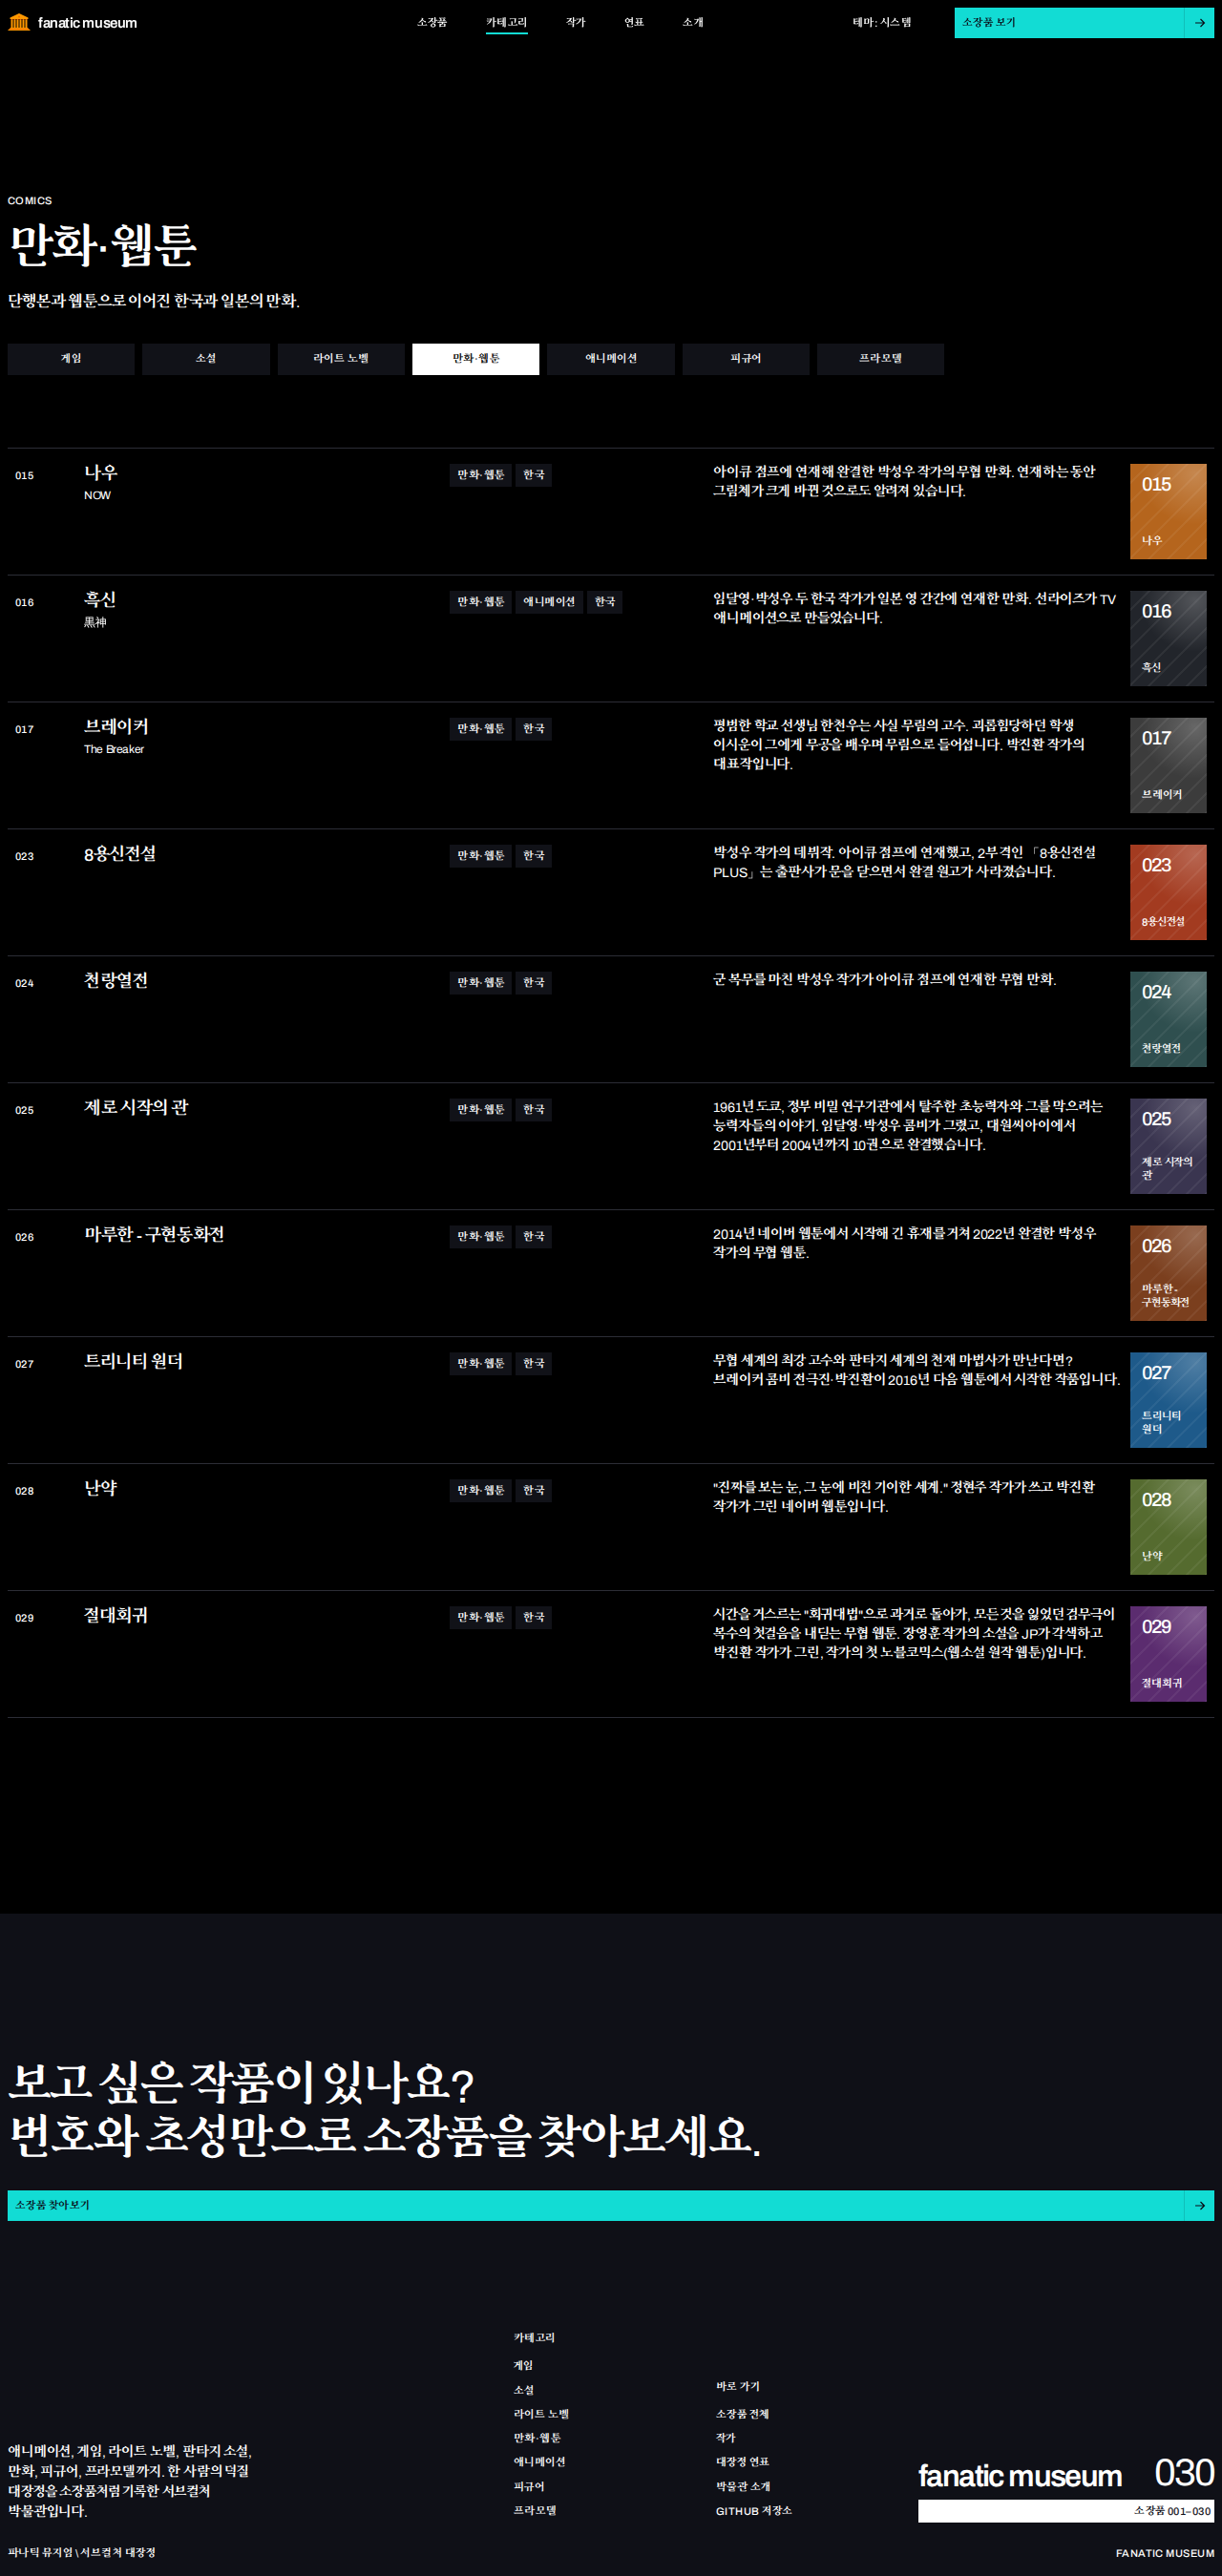 fanatic museum
소장품 카테고리 작가 연표 소개
테마: 시스템
소장품 보기 →
COMICS
만화·웹툰
단행본과 웹툰으로 이어진 한국과 일본의 만화.
게임 소설 라이트 노벨 만화·웹툰 애니메이션 피규어 프라모델
015
나우
NOW
만화·웹툰 한국
아이큐 점프에 연재해 완결한 박성우 작가의 무협 만화. 연재하는 동안
그림체가 크게 바뀐 것으로도 알려져 있습니다.
015
나우
016
흑신
黒神
만화·웹툰 애니메이션 한국
임달영·박성우 두 한국 작가가 일본 영 간간에 연재한 만화. 선라이즈가 TV
애니메이션으로 만들었습니다.
016
흑신
017
브레이커
The Breaker
만화·웹툰 한국
평범한 학교 선생님 한천우는 사실 무림의 고수. 괴롭힘당하던 학생
이시운이 그에게 무공을 배우며 무림으로 들어섭니다. 박진환 작가의
대표작입니다.
017
브레이커
023
8용신전설
만화·웹툰 한국
박성우 작가의 데뷔작. 아이큐 점프에 연재했고, 2부 격인 「8용신전설
PLUS」는 출판사가 문을 닫으면서 완결 원고가 사라졌습니다.
023
8용신전설
024
천랑열전
만화·웹툰 한국
군 복무를 마친 박성우 작가가 아이큐 점프에 연재한 무협 만화.
024
천랑열전
025
제로 시작의 관
만화·웹툰 한국
1961년 도쿄, 정부 비밀 연구기관에서 탈주한 초능력자와 그를 막으려는
능력자들의 이야기. 임달영·박성우 콤비가 그렸고, 대원씨아이에서
2001년부터 2004년까지 10권으로 완결했습니다.
025
제로 시작의
관
026
마루한 - 구현동화전
만화·웹툰 한국
2014년 네이버 웹툰에서 시작해 긴 휴재를 거쳐 2022년 완결한 박성우
작가의 무협 웹툰.
026
마루한 -
구현동화전
027
트리니티 원더
만화·웹툰 한국
무협 세계의 최강 고수와 판타지 세계의 천재 마법사가 만난다면?
브레이커 콤비 전극진·박진환이 2016년 다음 웹툰에서 시작한 작품입니다.
027
트리니티
원더
028
난약
만화·웹툰 한국
"진짜를 보는 눈, 그 눈에 비친 기이한 세계." 정현주 작가가 쓰고 박진환
작가가 그린 네이버 웹툰입니다.
028
난약
029
절대회귀
만화·웹툰 한국
시간을 거스르는 "회귀대법"으로 과거로 돌아가, 모든 것을 잃었던 검무극이
복수의 첫걸음을 내딛는 무협 웹툰. 장영훈 작가의 소설을 JP가 각색하고
박진환 작가가 그린, 작가의 첫 노블코믹스(웹소설 원작 웹툰)입니다.
029
절대회귀
보고 싶은 작품이 있나요?
번호와 초성만으로 소장품을 찾아보세요.
소장품 찾아보기 →
애니메이션, 게임, 라이트 노벨, 판타지 소설,
만화, 피규어, 프라모델까지. 한 사람의 덕질
대장정을 소장품처럼 기록한 서브컬처
박물관입니다.
카테고리
게임
소설
라이트 노벨
만화·웹툰
애니메이션
피규어
프라모델
바로 가기
소장품 전체
작가
대장정 연표
박물관 소개
GITHUB 저장소
fanatic museum 030
소장품 001–030
파나틱 뮤지엄 \ 서브컬처 대장정
FANATIC MUSEUM